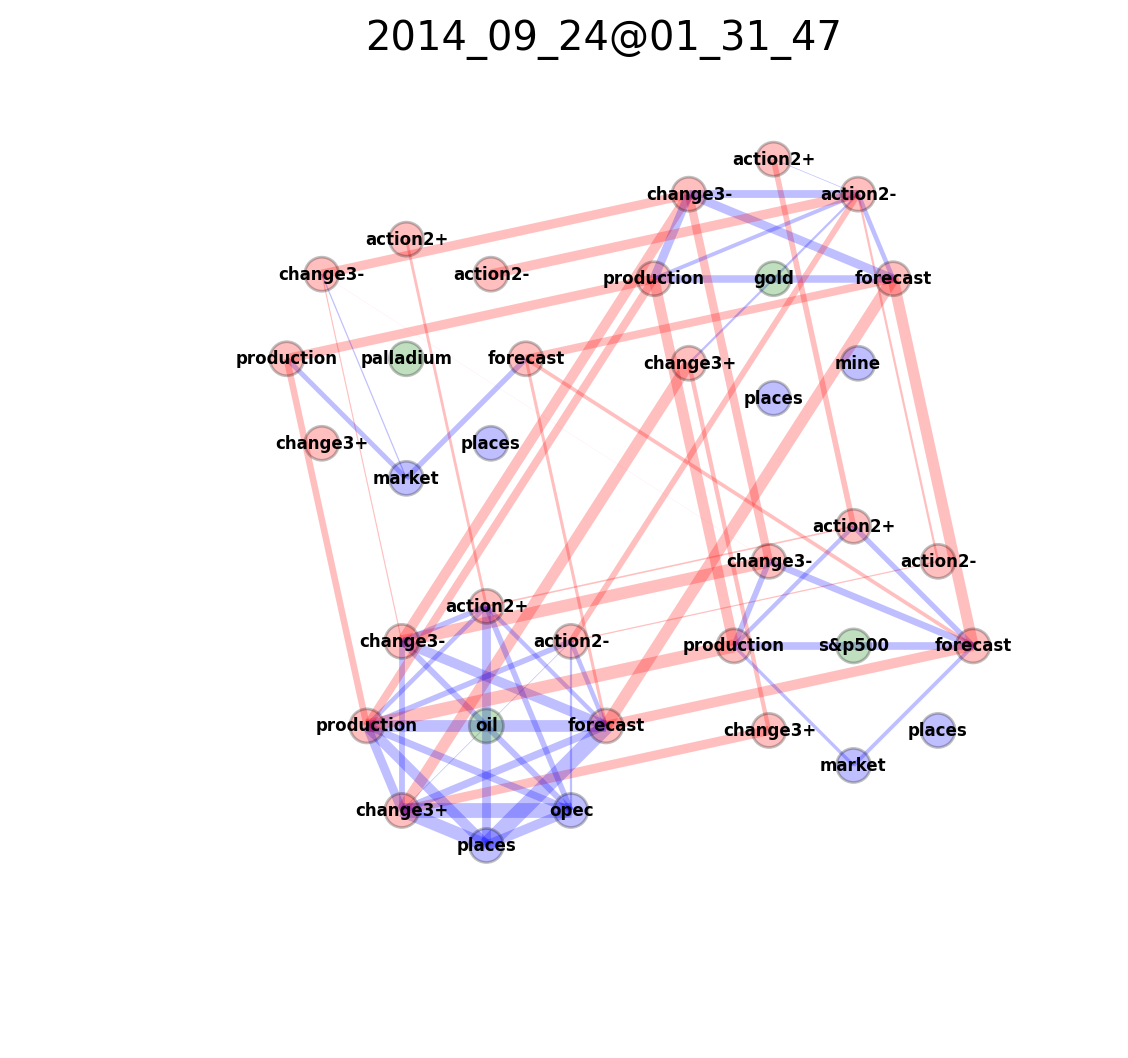 2014_09_24@01_31_47
action2+
change3-
action2-
action2+
change3-
action2-
production
gold
forecast
production
palladium
forecast
change3+
mine
places
change3+
places
market
action2+
change3-
action2-
action2+
change3-
action2-
production
s&p500
forecast
production
oil
forecast
change3+
places
market
change3+
opec
places